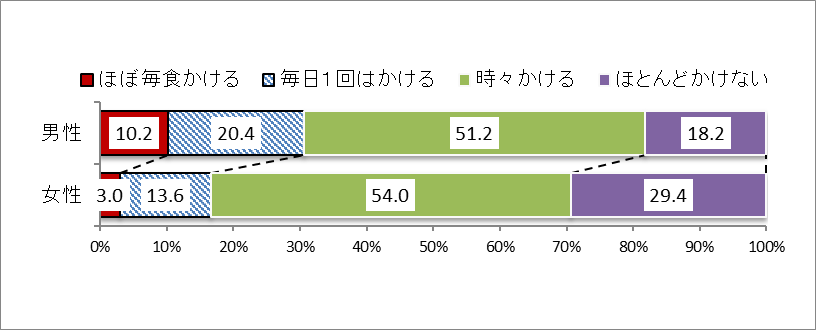 ほぼ毎食かける 毎日１回はかける 時々かける ほとんどかけない
男性 10.2 20.4 51.2 18.2
女性 3.0 13.6 54.0 29.4
0% 10% 20% 30% 40% 50% 60% 70% 80% 90% 100%